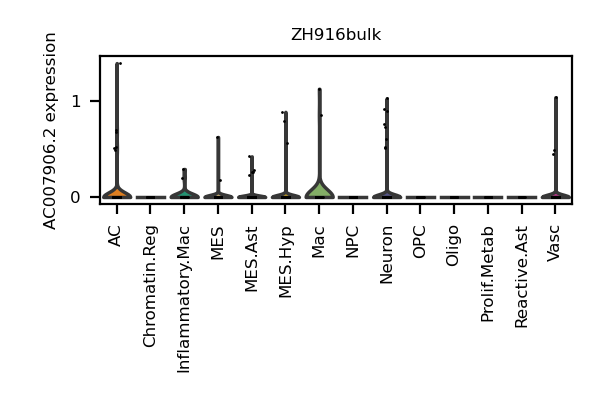 ZH916bulk
AC007906.2 expression
1
0
AC
Chromatin.Reg
Inflammatory.Mac
MES
MES.Ast
MES.Hyp
Mac
NPC
Neuron
OPC
Oligo
Prolif.Metab
Reactive.Ast
Vasc